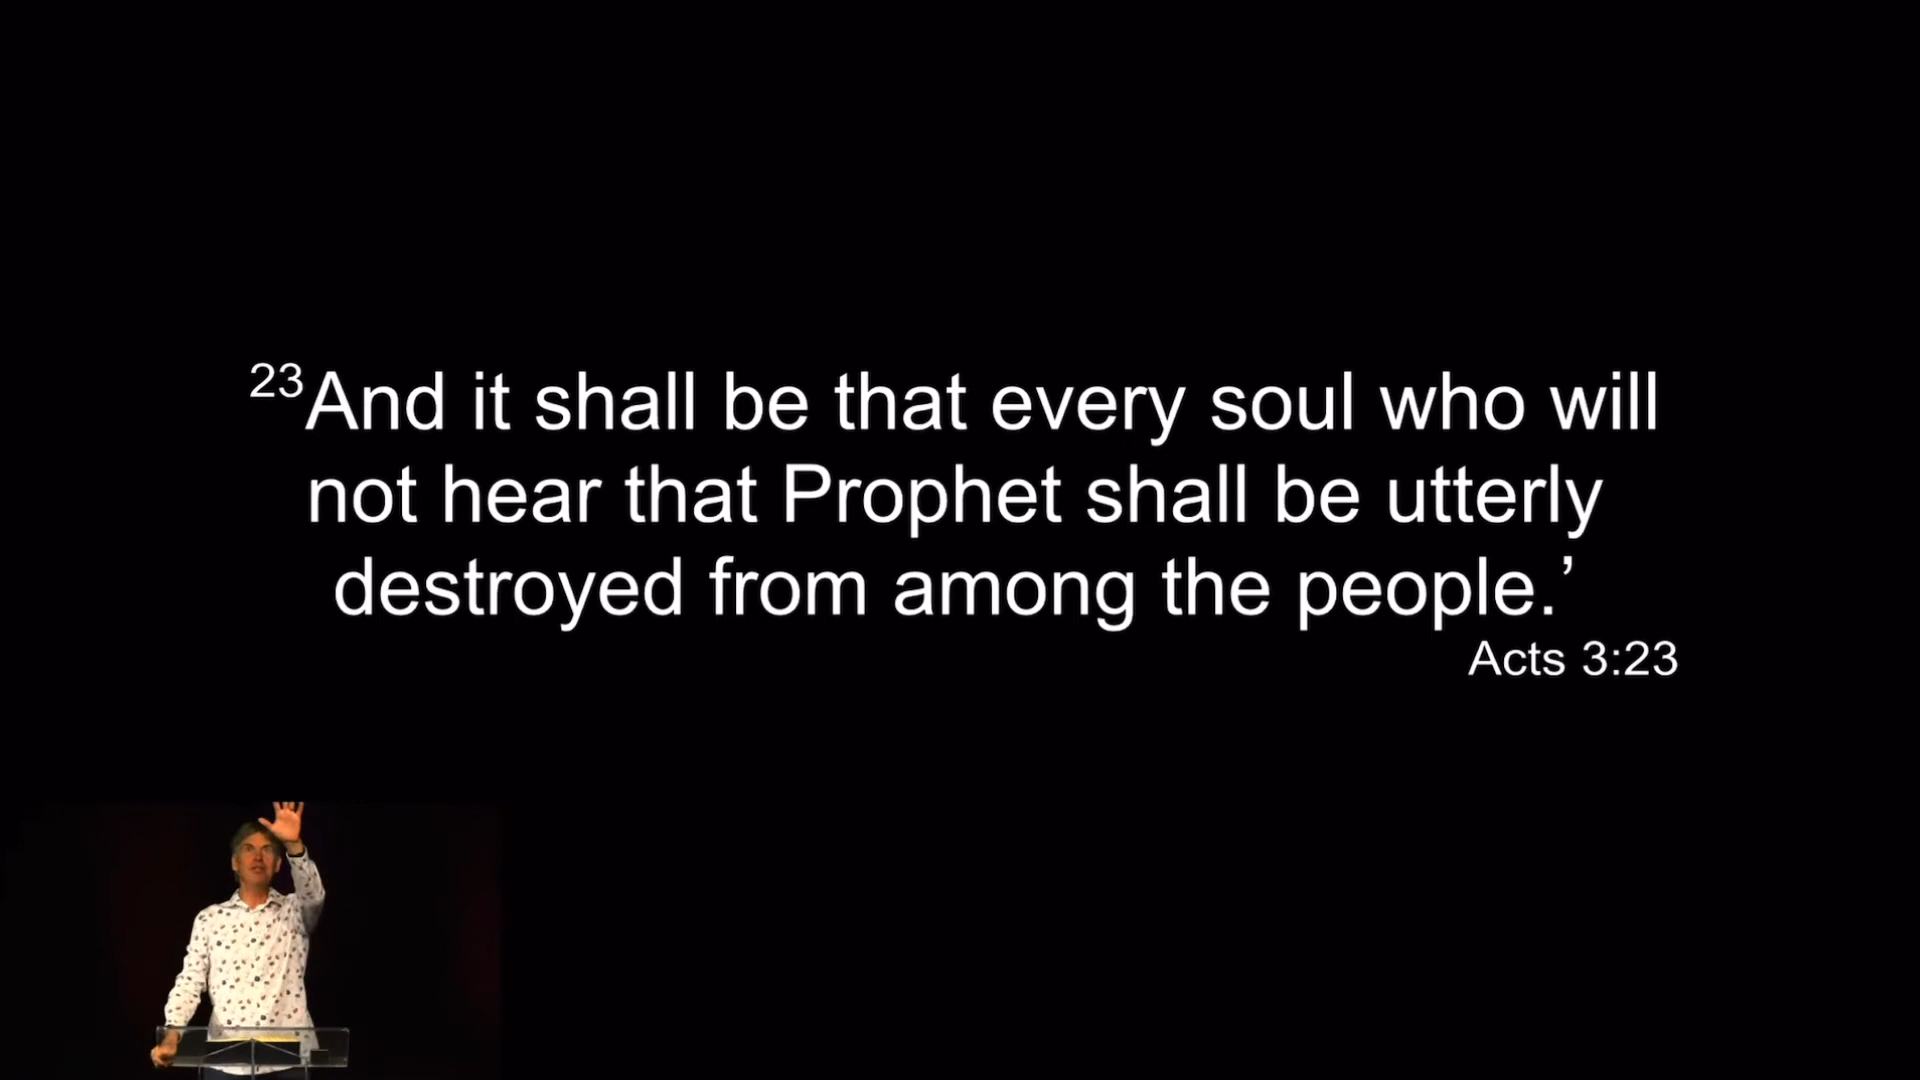 ²³And it shall be that every soul who will
not hear that Prophet shall be utterly
destroyed from among the people.’
Acts 3:23